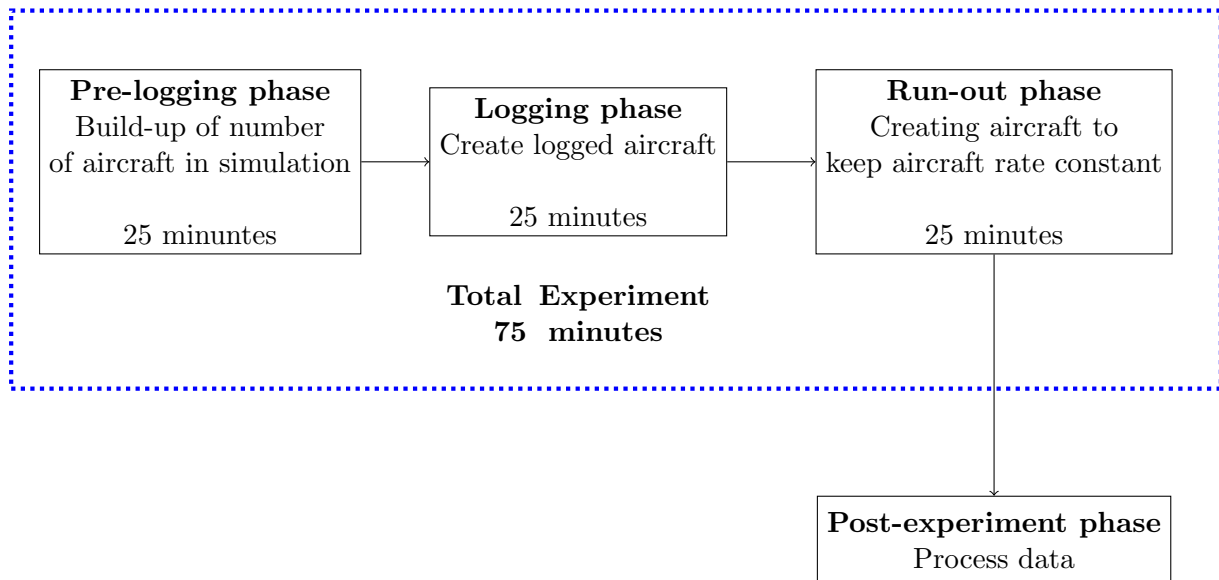 Pre-logging phase
Build-up of number
of aircraft in simulation
25 minuntes
Logging phase
Create logged aircraft
25 minutes
Run-out phase
Creating aircraft to
keep aircraft rate constant
25 minutes
Total Experiment
75 minutes
Post-experiment phase
Process data